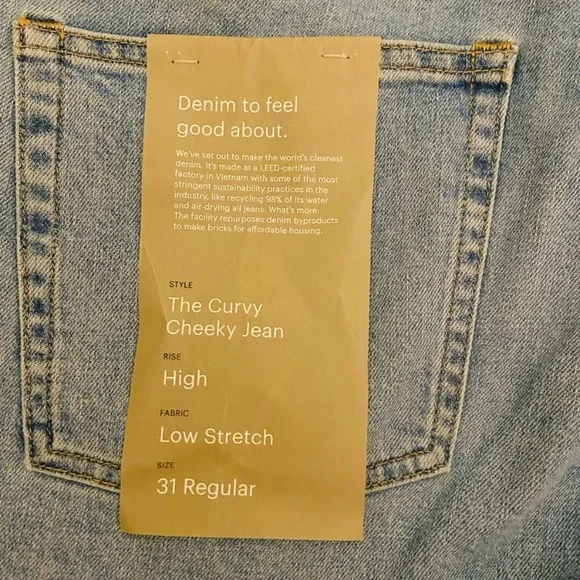 Denim to feel
good about.
We've set out to make the world's cleanest
denim. It's made at a LEED-certified
factory in Vietnam with some of the most
stringent sustainability practices in the
industry, like recycling 98% of its water
and air-drying all jeans. What's more:
The facility repurposes denim byproducts
to make bricks for affordable housing.
STYLE
The Curvy
Cheeky Jean
RISE
High
FABRIC
Low Stretch
SIZE
31 Regular